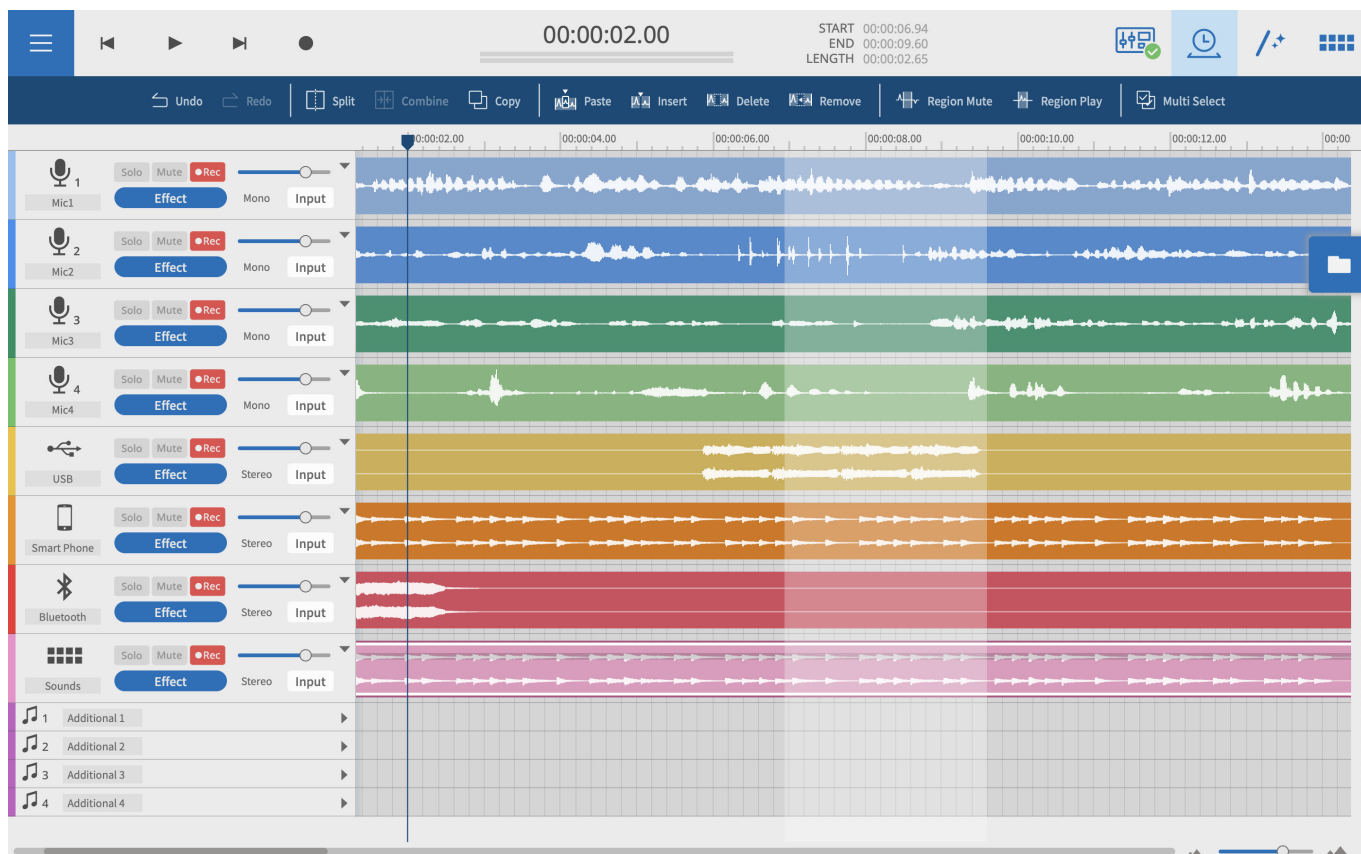 00:00:02.00
START 00:00:06.94
END 00:00:09.60
LENGTH 00:00:02.65
Undo Redo Split Combine Copy Paste Insert Delete Remove Region Mute Region Play Multi Select
00:00:02.00 00:00:04.00 00:00:06.00 00:00:08.00 00:00:10.00 00:00:12.00 00:00
1 Solo Mute Rec
Mic1 Effect Mono Input
2 Solo Mute Rec
Mic2 Effect Mono Input
3 Solo Mute Rec
Mic3 Effect Mono Input
4 Solo Mute Rec
Mic4 Effect Mono Input
Solo Mute Rec
USB Effect Stereo Input
Solo Mute Rec
Smart Phone Effect Stereo Input
Solo Mute Rec
Bluetooth Effect Stereo Input
Solo Mute Rec
Sounds Effect Stereo Input
1 Additional 1
2 Additional 2
3 Additional 3
4 Additional 4